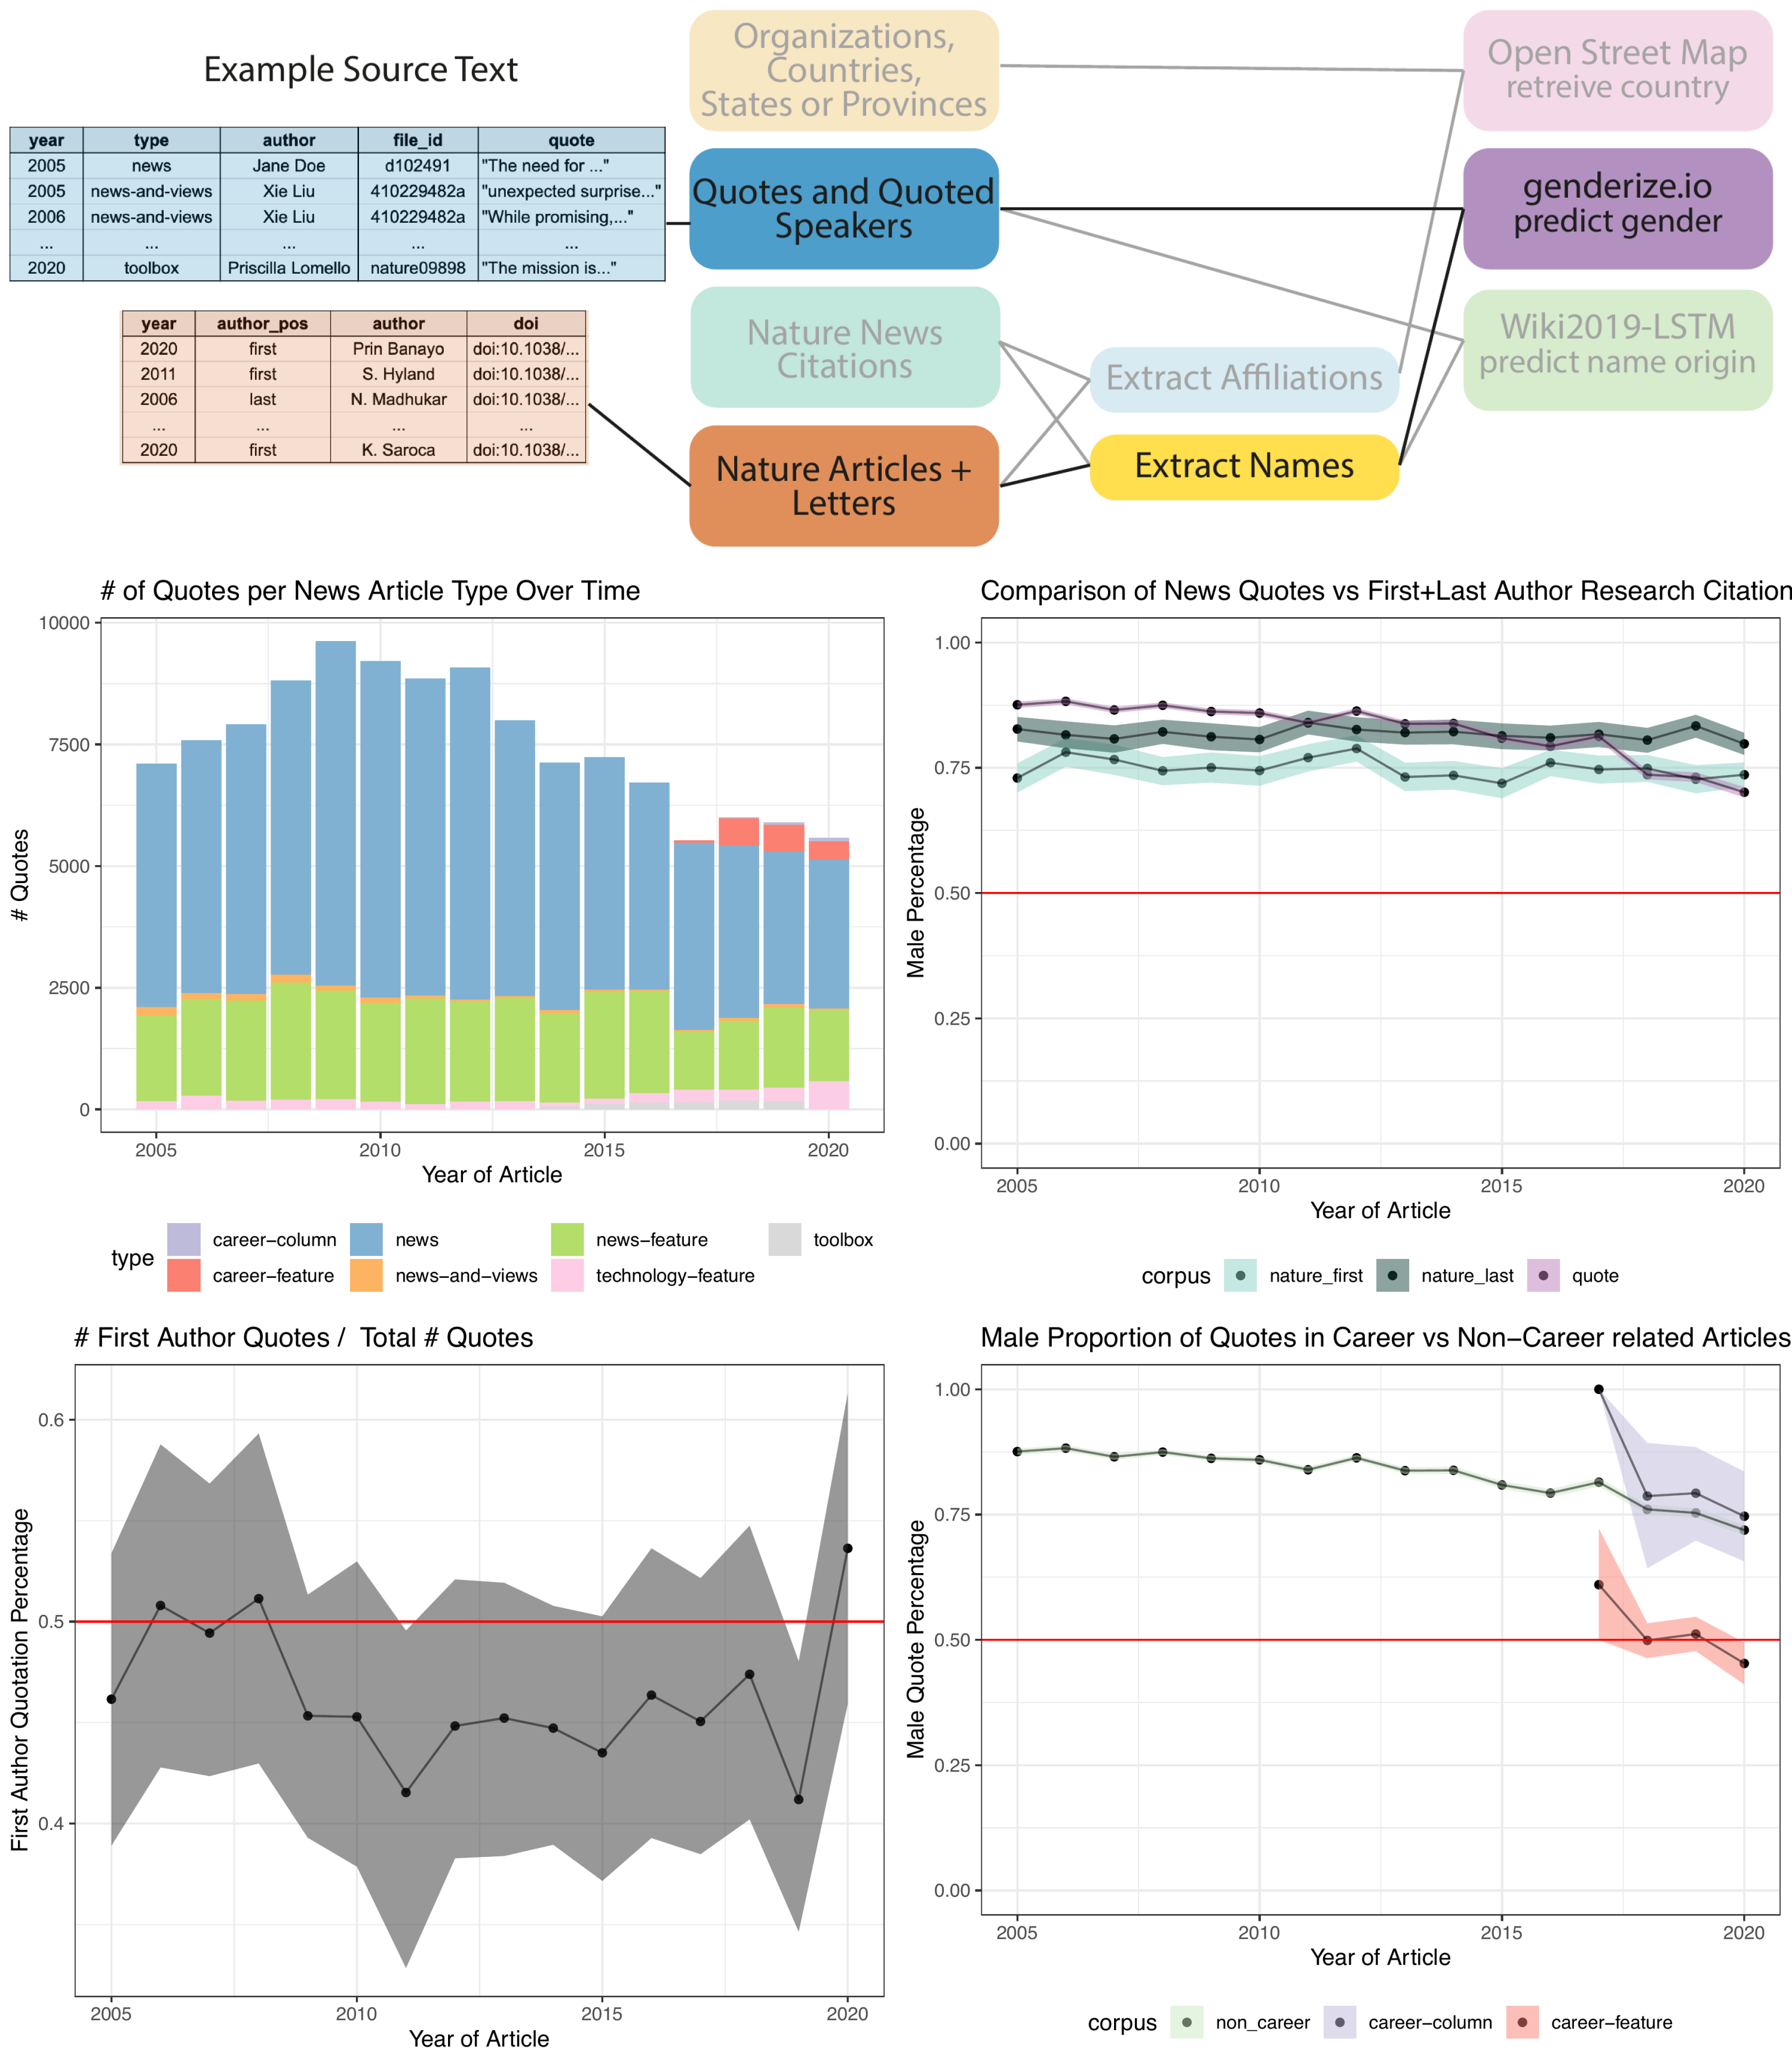 Example Source Text
year type author file_id quote
2005 news Jane Doe d102491 "The need for ..."
2005 news-and-views Xie Liu 410229482a "unexpected surprise..."
2006 news-and-views Xie Liu 410229482a "While promising,..."
... ... ... ... ...
2020 toolbox Priscilla Lomello nature09898 "The mission is..."
year author_pos author doi
2020 first Prin Banayo doi:10.1038/...
2011 first S. Hyland doi:10.1038/...
2006 last N. Madhukar doi:10.1038/...
... ... ... ...
2020 first K. Saroca doi:10.1038/...
Organizations,
Countries,
States or Provinces
Quotes and Quoted
Speakers
Nature News
Citations
Nature Articles +
Letters
Extract Affiliations
Extract Names
Open Street Map
retreive country
genderize.io
predict gender
Wiki2019-LSTM
predict name origin
# of Quotes per News Article Type Over Time
# Quotes
10000
7500
5000
2500
0
2005 2010 2015 2020
Year of Article
type
career−column news news−feature toolbox
career−feature news−and−views technology−feature
Comparison of News Quotes vs First+Last Author Research Citation
Male Percentage
1.00
0.75
0.50
0.25
0.00
2005 2010 2015 2020
Year of Article
corpus nature_first nature_last quote
# First Author Quotes / Total # Quotes
First Author Quotation Percentage
0.6
0.5
0.4
2005 2010 2015 2020
Year of Article
Male Proportion of Quotes in Career vs Non−Career related Articles
Male Quote Percentage
1.00
0.75
0.50
0.25
0.00
2005 2010 2015 2020
Year of Article
corpus non_career career−column career−feature